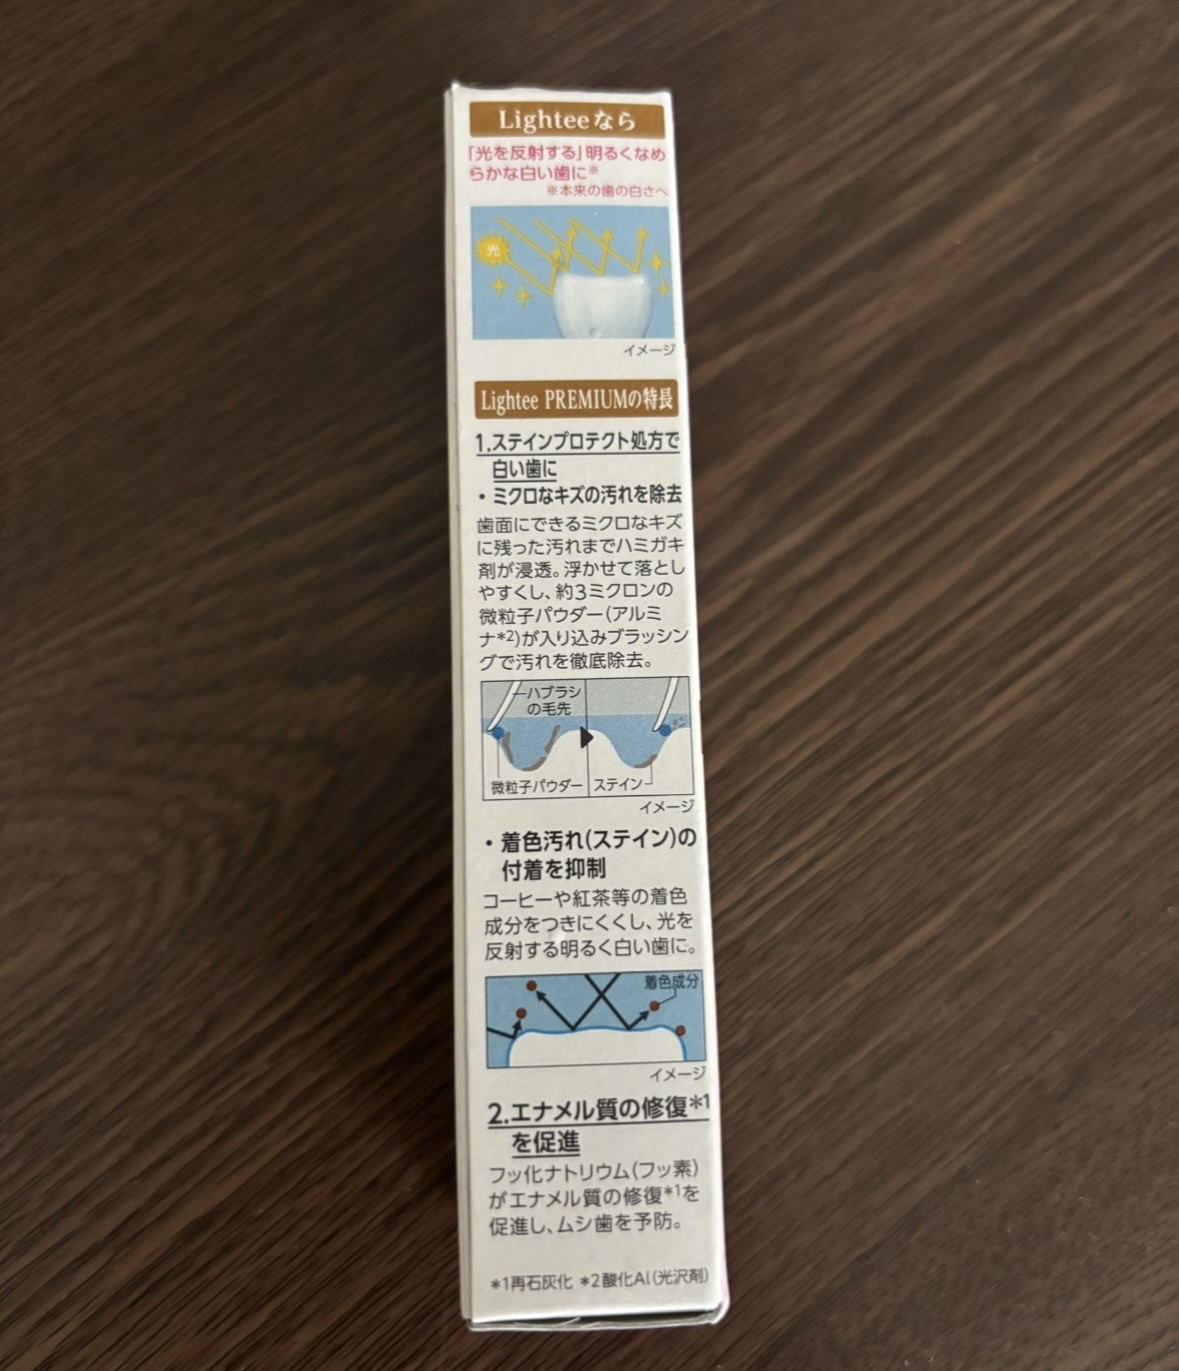 Lighteeなら
「光を反射する」明るくなめ
らかな白い歯に※
※本来の歯の白さへ
光
イメージ
Lightee PREMIUMの特長
1.ステインプロテクト処方で
白い歯に
・ミクロなキズの汚れを除去
歯面にできるミクロなキズ
に残った汚れまでハミガキ
剤が浸透。浮かせて落とし
やすくし、約3ミクロンの
微粒子パウダー(アルミ
ナ*2)が入り込みブラッシン
グで汚れを徹底除去。
ハブラシ
の毛先
微粒子パウダー
ステイン
イメージ
・着色汚れ(ステイン)の
付着を抑制
コーヒーや紅茶等の着色
成分をつきにくくし、光を
反射する明るく白い歯に。
着色成分
イメージ
2.エナメル質の修復*1
を促進
フッ化ナトリウム(フッ素)
がエナメル質の修復*1を
促進し、ムシ歯を予防。
*1再石灰化 *2酸化Al(光沢剤)